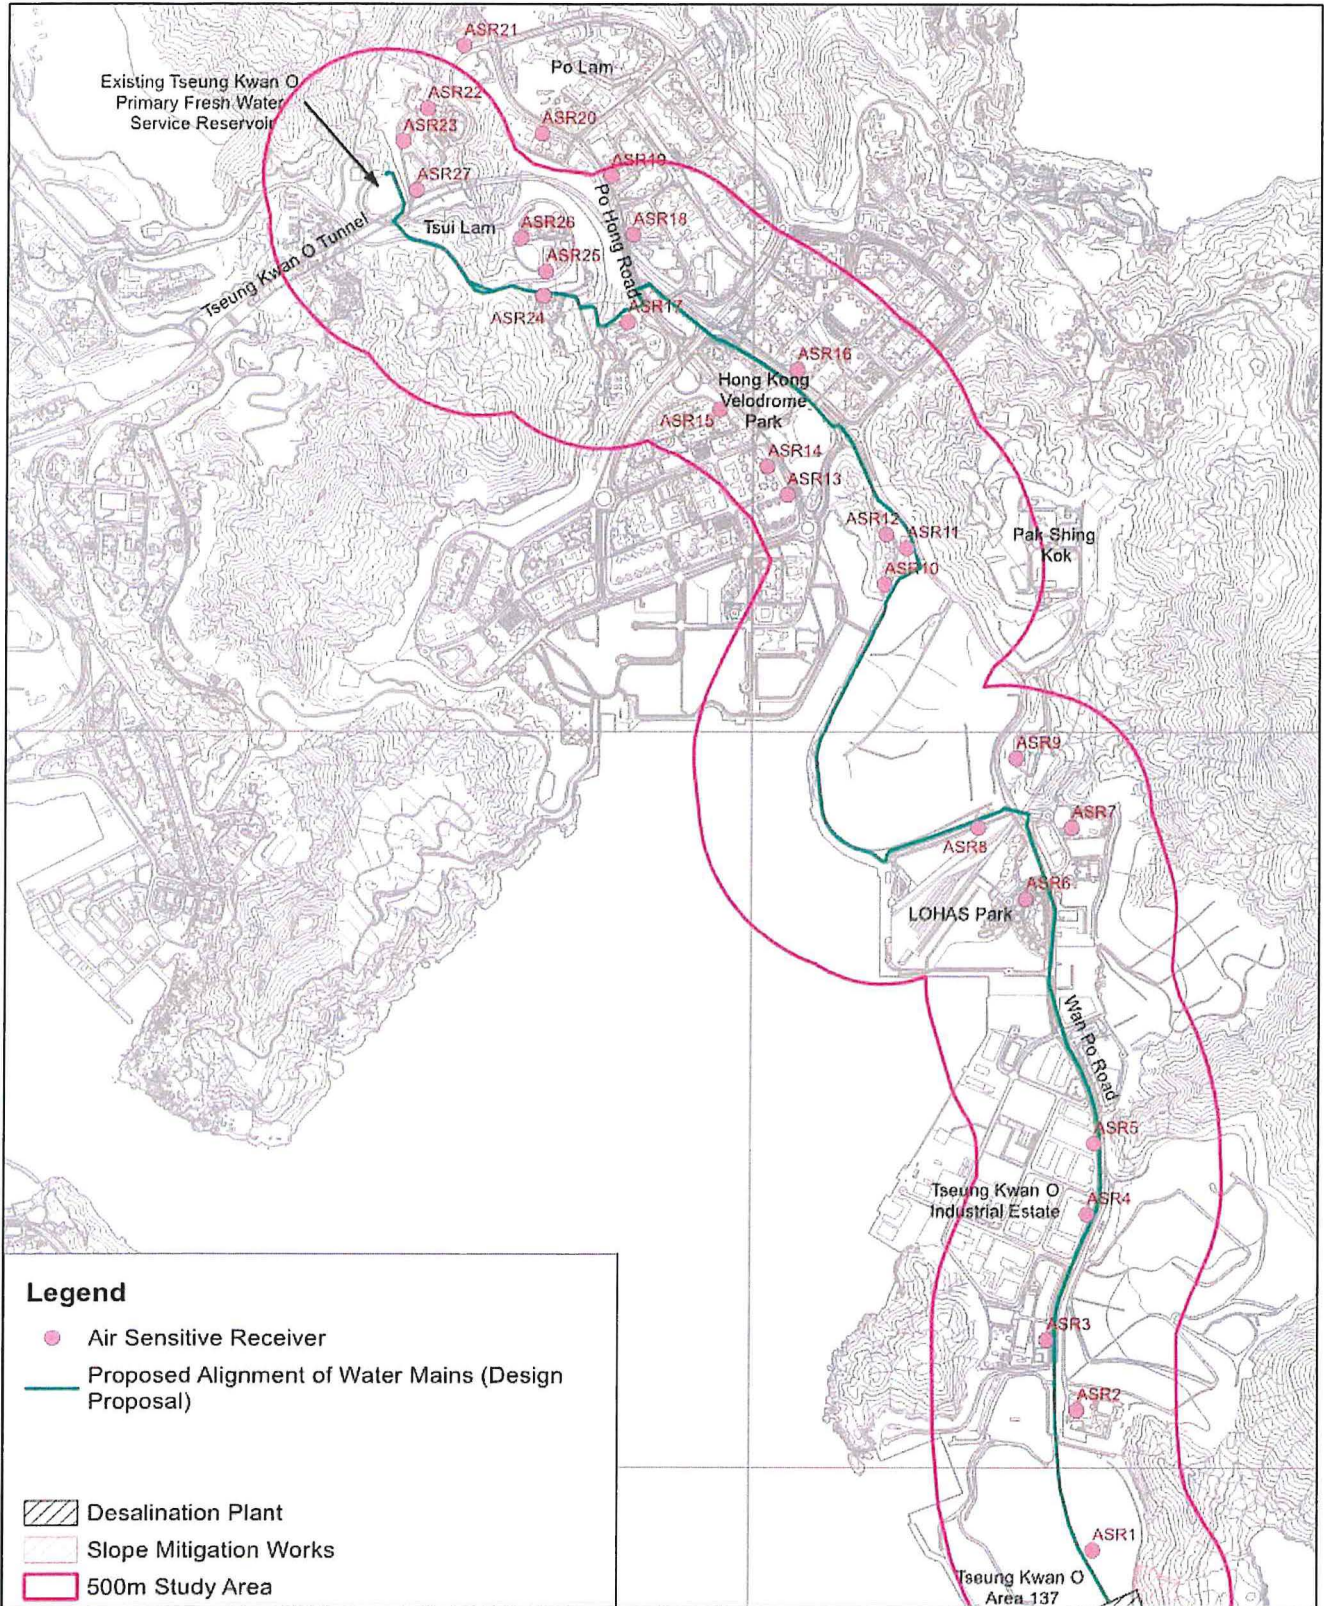 ASR21
Po Lam
Existing Tseung Kwan O
Primary Fresh Water
Service Reservoir
ASR22
ASR20
ASR23
ASR19
ASR27
Po Hong Road
Tsui Lam
ASR26
ASR18
Tseung Kwan O Tunnel
ASR25
ASR24
ASR17
ASR16
Hong Kong
Velodrome
Park
ASR15
ASR14
ASR13
ASR12
ASR11
Pak Shing
Kok
ASR10
ASR9
ASR7
ASR8
ASR6
LOHAS Park
Wan Po Road
ASR5
Tseung Kwan O
Industrial Estate
ASR4
ASR3
ASR2
ASR1
Tseung Kwan O
Area 137
Legend
Air Sensitive Receiver
Proposed Alignment of Water Mains (Design
Proposal)
Desalination Plant
Slope Mitigation Works
500m Study Area